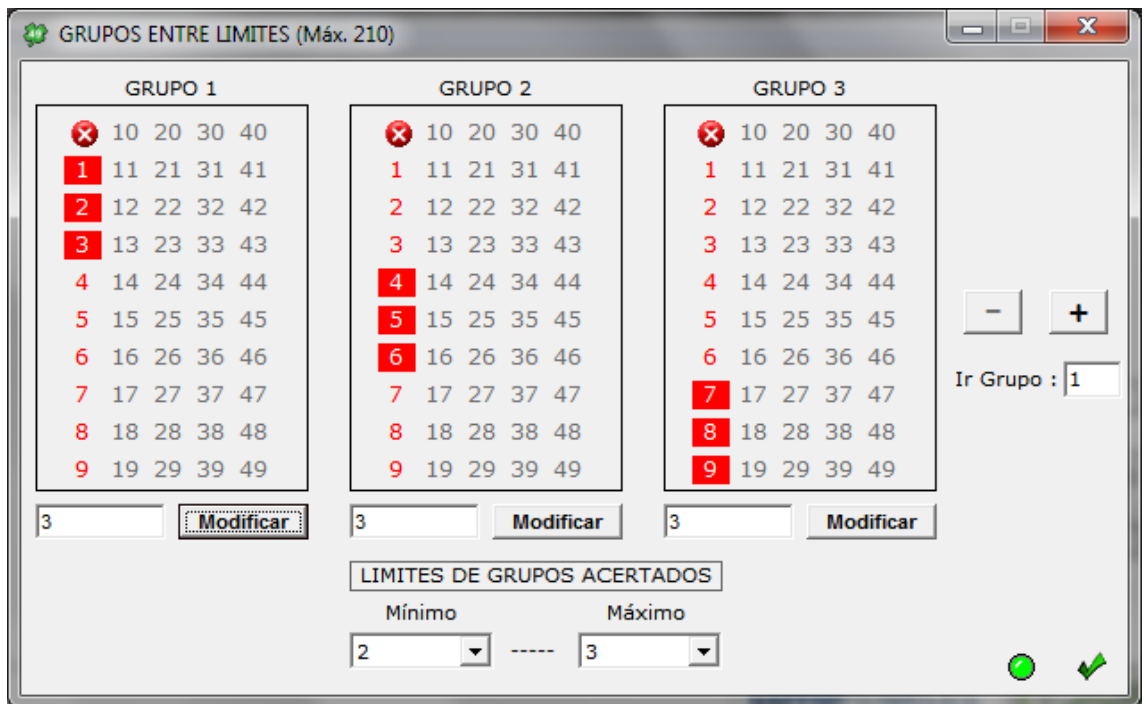 GRUPOS ENTRE LIMITES (Máx. 210)
GRUPO 1 GRUPO 2 GRUPO 3
10 20 30 40 10 20 30 40 10 20 30 40
1 11 21 31 41 1 11 21 31 41 1 11 21 31 41
2 12 22 32 42 2 12 22 32 42 2 12 22 32 42
3 13 23 33 43 3 13 23 33 43 3 13 23 33 43
4 14 24 34 44 4 14 24 34 44 4 14 24 34 44
5 15 25 35 45 5 15 25 35 45 5 15 25 35 45
6 16 26 36 46 6 16 26 36 46 6 16 26 36 46
7 17 27 37 47 7 17 27 37 47 7 17 27 37 47
8 18 28 38 48 8 18 28 38 48 8 18 28 38 48
9 19 29 39 49 9 19 29 39 49 9 19 29 39 49
- +
Ir Grupo : 1
3 Modificar 3 Modificar 3 Modificar
LIMITES DE GRUPOS ACERTADOS
Mínimo Máximo
2 ----- 3